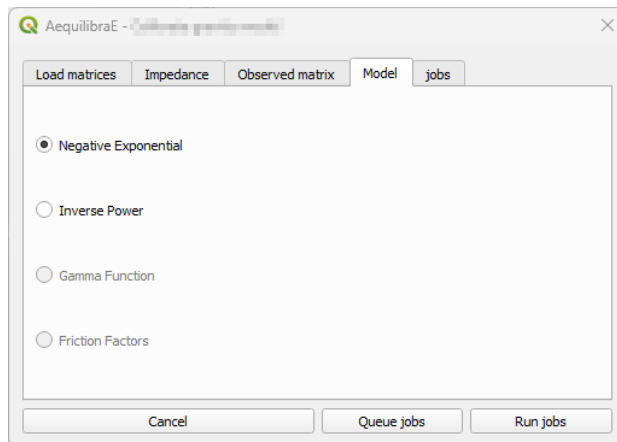 AequilibraE -
Load matrices Impedance Observed matrix Model jobs
Negative Exponential
Inverse Power
Gamma Function
Friction Factors
Cancel Queue jobs Run jobs